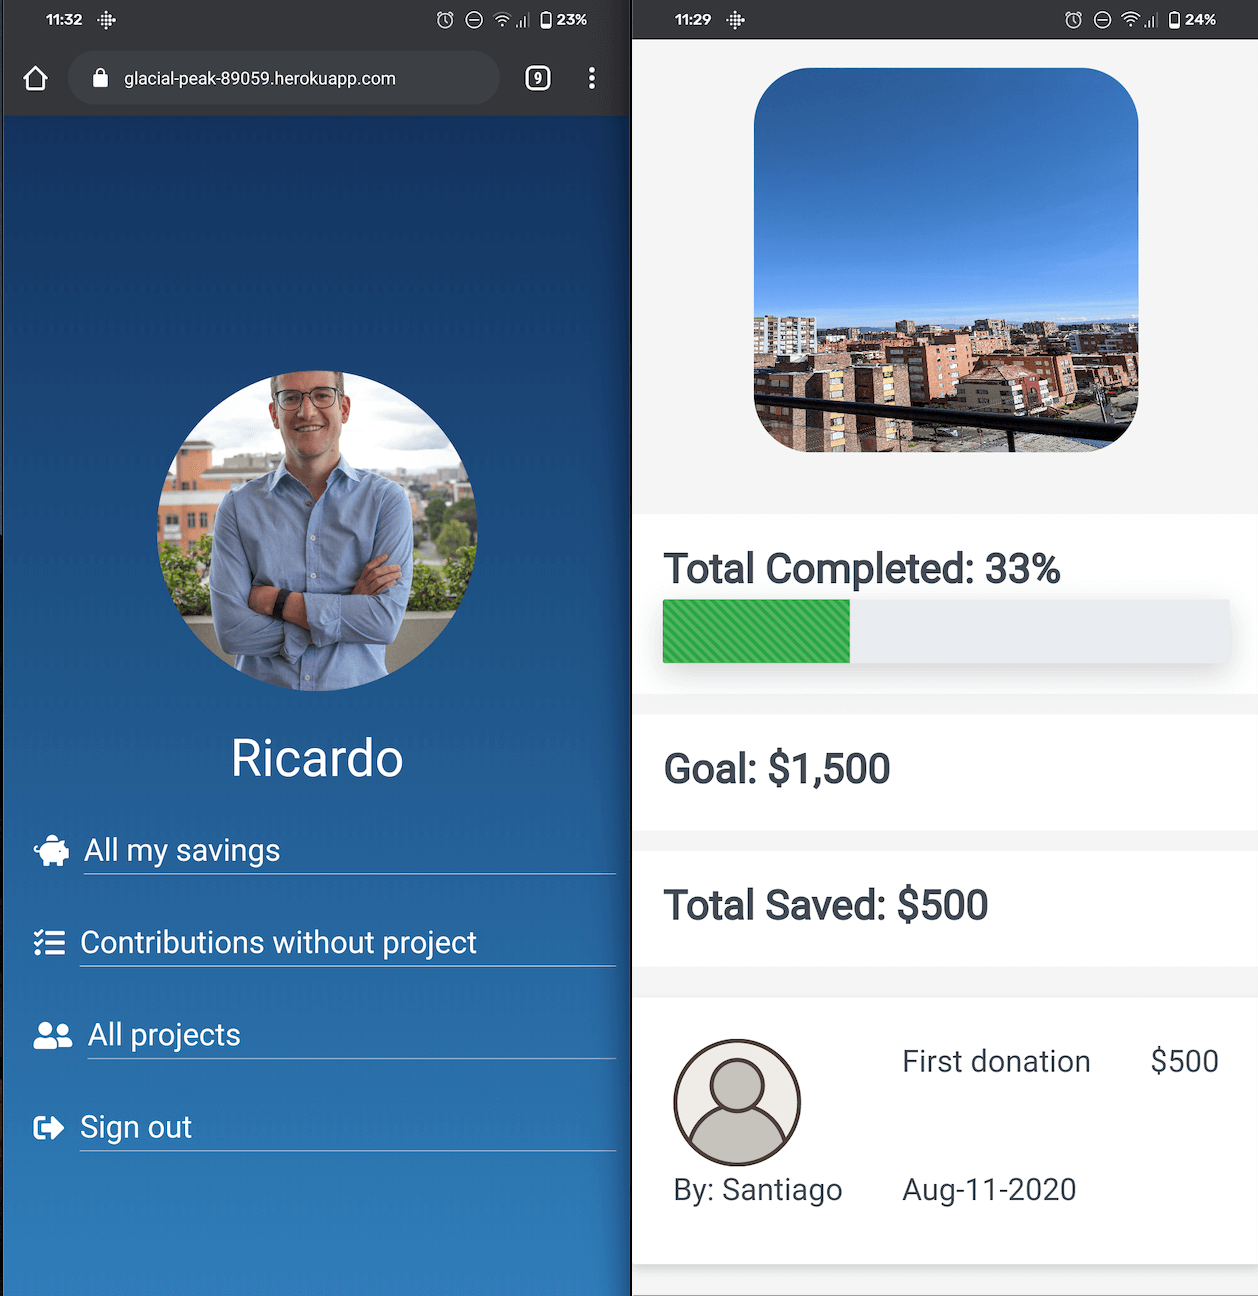 11:32
23%
glacial-peak-89059.herokuapp.com
9
Ricardo
All my savings
Contributions without project
All projects
Sign out
11:29
24%
Total Completed: 33%
Goal: $1,500
Total Saved: $500
First donation $500
By: Santiago Aug-11-2020